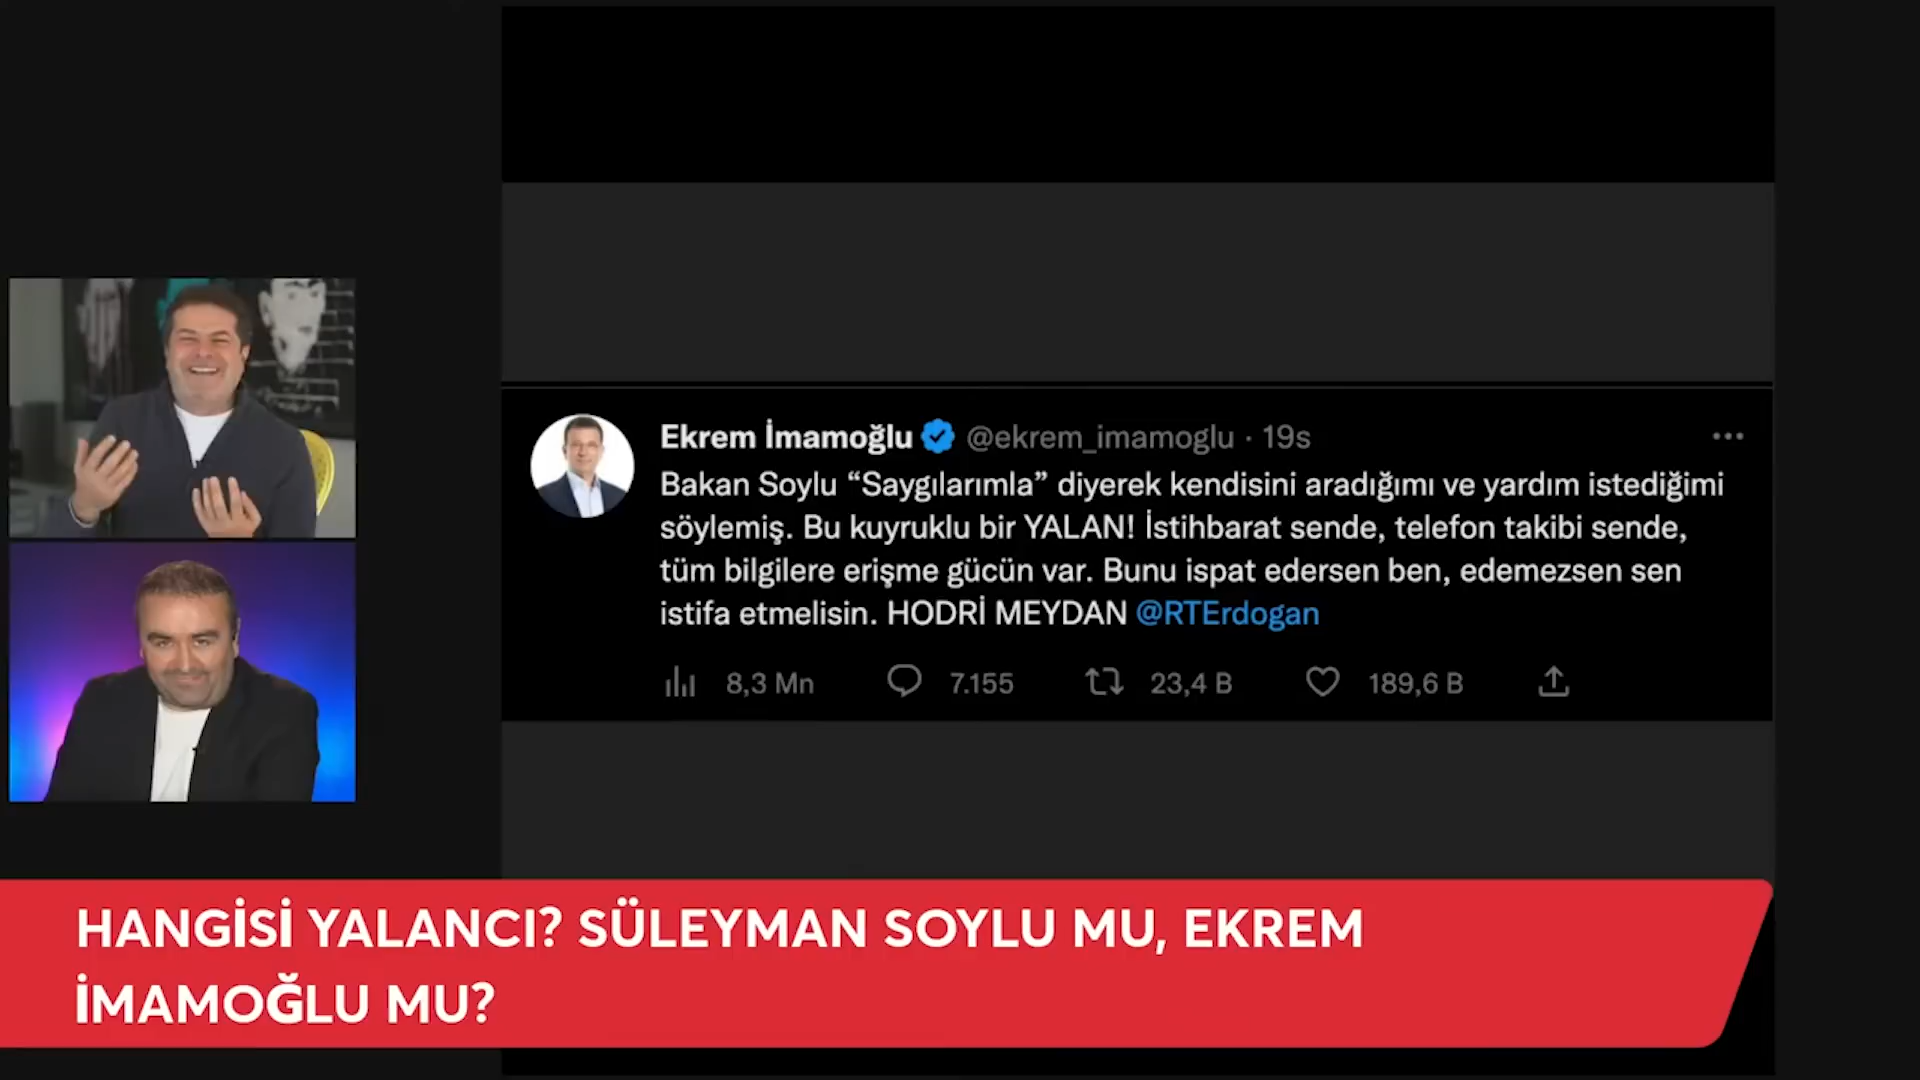 Ekrem İmamoğlu @ekrem_imamoglu · 19s
Bakan Soylu “Saygılarımla” diyerek kendisini aradığımı ve yardım istediğimi
söylemiş. Bu kuyruklu bir YALAN! İstihbarat sende, telefon takibi sende,
tüm bilgilere erişme gücün var. Bunu ispat edersen ben, edemezsen sen
istifa etmelisin. HODRİ MEYDAN @RTErdogan
8,3 Mn 7.155 23,4 B 189,6 B
HANGİSİ YALANCI? SÜLEYMAN SOYLU MU, EKREM
İMAMOĞLU MU?